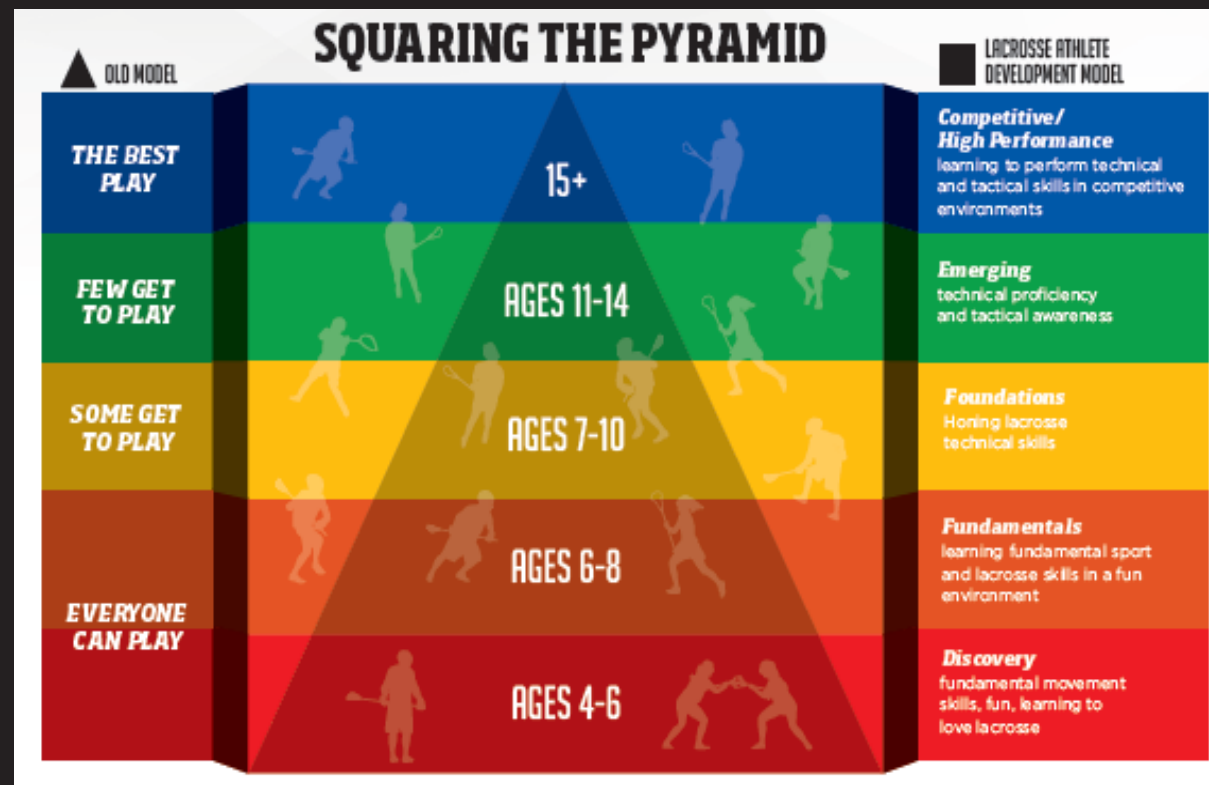 SQUARING THE PYRAMID
OLD MODEL
LACROSSE ATHLETE
DEVELOPMENT MODEL
THE BEST
PLAY
15+
Competitive/
High Performance
learning to perform technical
and tactical skills in competitive
environments
FEW GET
TO PLAY
AGES 11-14
Emerging
technical proficiency
and tactical awareness
SOME GET
TO PLAY
AGES 7-10
Foundations
Honing lacrosse
technical skills
EVERYONE
CAN PLAY
AGES 6-8
Fundamentals
learning fundamental sport
and lacrosse skills in a fun
environment
AGES 4-6
Discovery
fundamental movement
skills, fun, learning to
love lacrosse